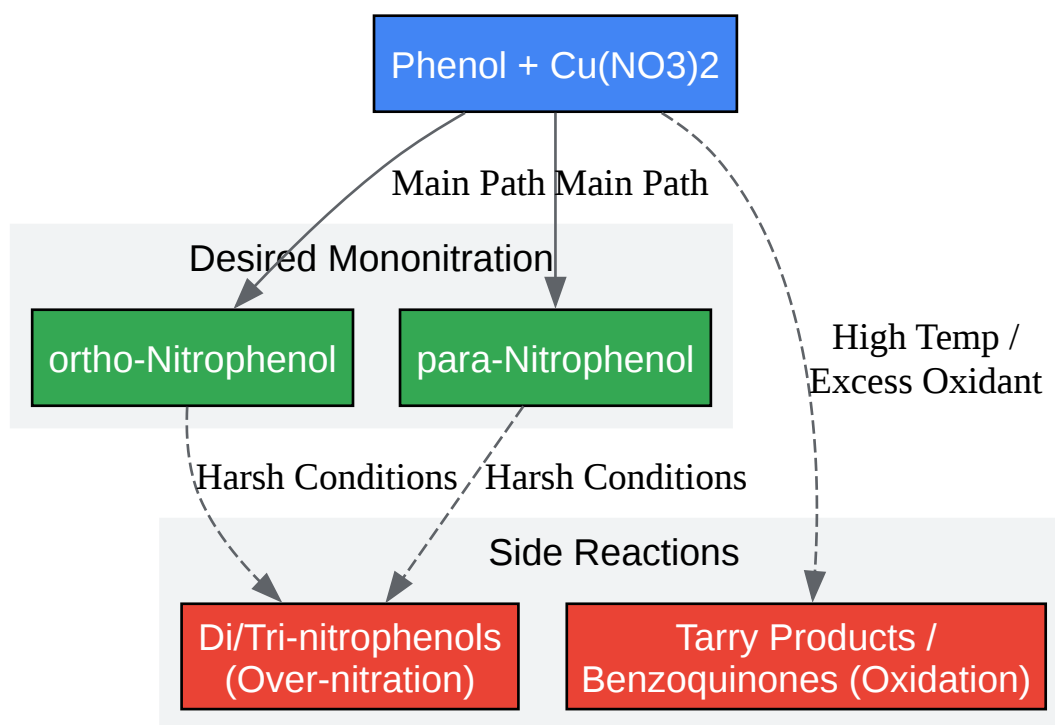 Phenol + Cu(NO3)2
Main Path
Main Path
Desired Mononitration
ortho-Nitrophenol
para-Nitrophenol
High Temp /
Excess Oxidant
Harsh Conditions
Harsh Conditions
Side Reactions
Di/Tri-nitrophenols
(Over-nitration)
Tarry Products /
Benzoquinones (Oxidation)